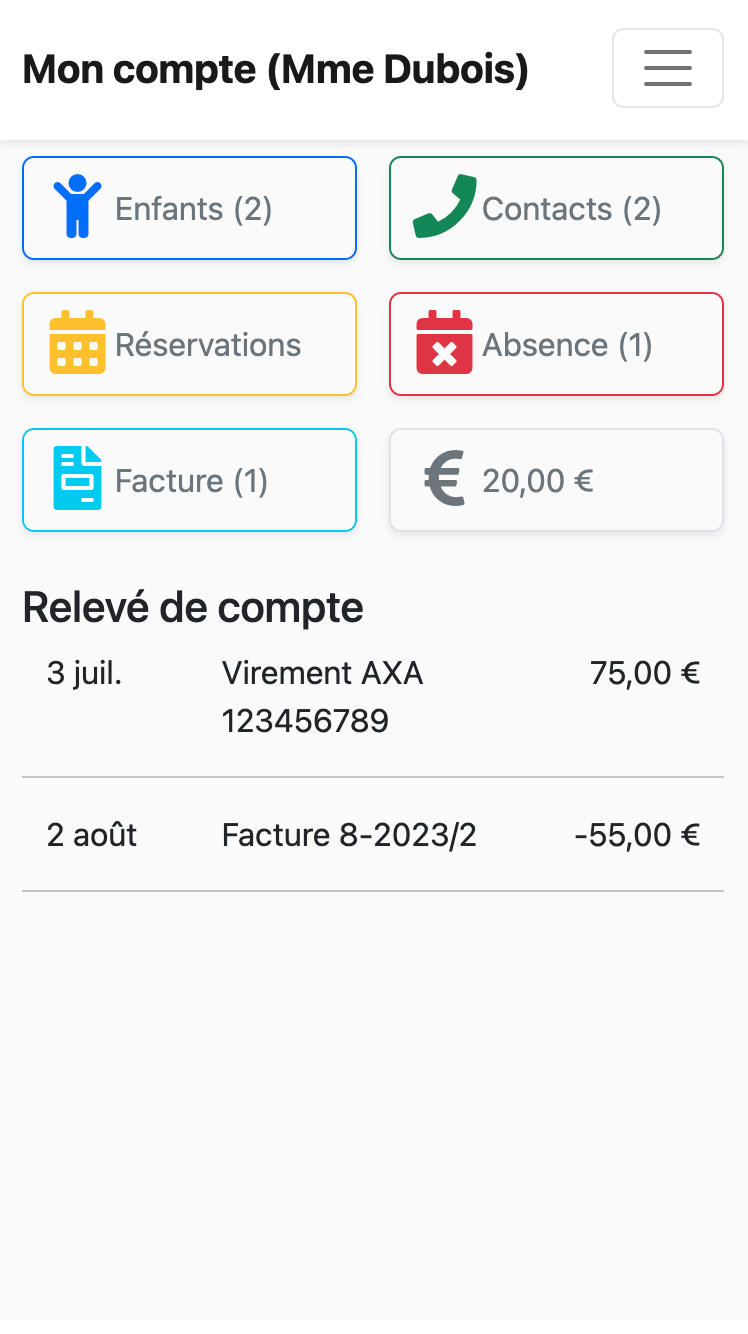 Mon compte (Mme Dubois)
Enfants (2)
Contacts (2)
Réservations
Absence (1)
Facture (1)
€ 20,00 €
Relevé de compte
3 juil. Virement AXA 75,00 €
123456789
2 août Facture 8-2023/2 -55,00 €